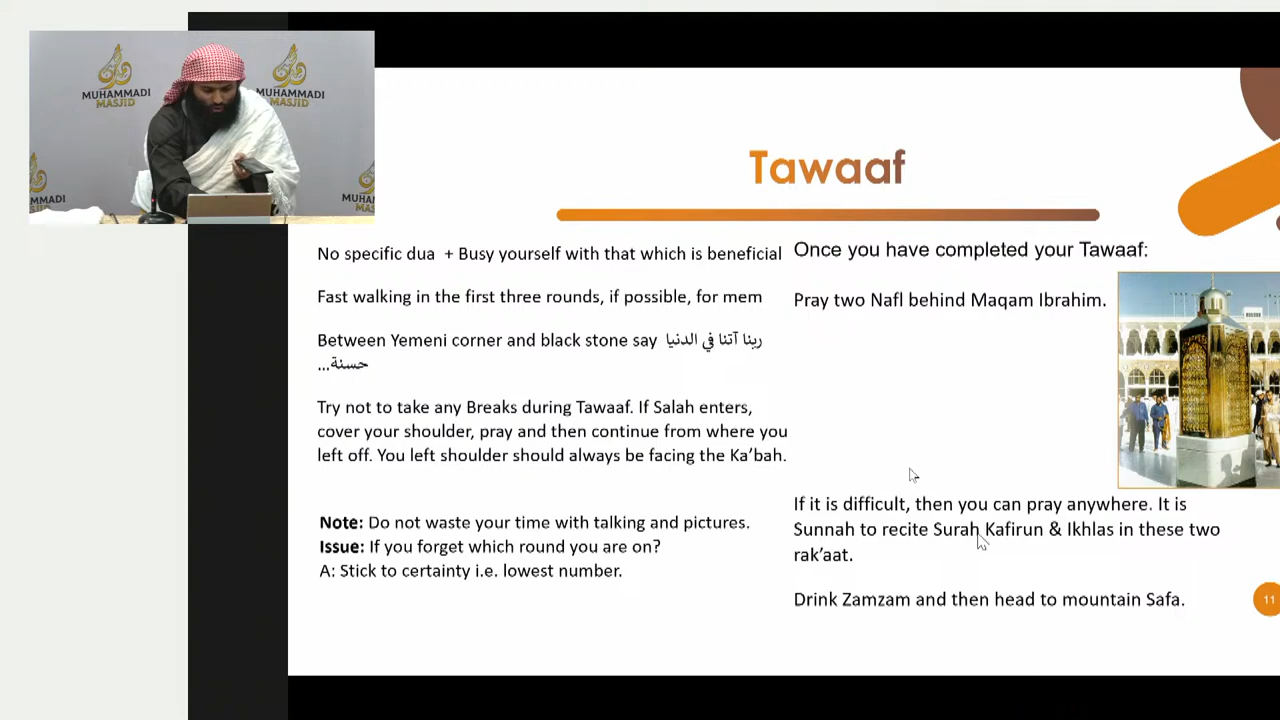 MUHAMMADI
MASJID
MUHAMMADI
MASJID
MMADI
JID
MUHAMM
MASJ
Tawaaf
No specific dua + Busy yourself with that which is beneficial
Fast walking in the first three rounds, if possible, for mem
Between Yemeni corner and black stone say ربنا آتنا في الدنيا
حسنة...
Try not to take any Breaks during Tawaaf. If Salah enters,
cover your shoulder, pray and then continue from where you
left off. You left shoulder should always be facing the Ka’bah.
Note: Do not waste your time with talking and pictures.
Issue: If you forget which round you are on?
A: Stick to certainty i.e. lowest number.
Once you have completed your Tawaaf:
Pray two Nafl behind Maqam Ibrahim.
If it is difficult, then you can pray anywhere. It is
Sunnah to recite Surah Kafirun & Ikhlas in these two
rak’aat.
Drink Zamzam and then head to mountain Safa.
11